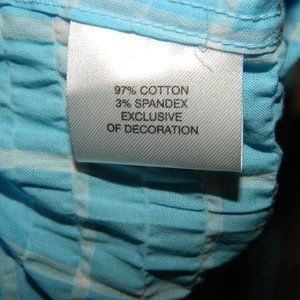 97% COTTON
3% SPANDEX
EXCLUSIVE
OF DECORATION